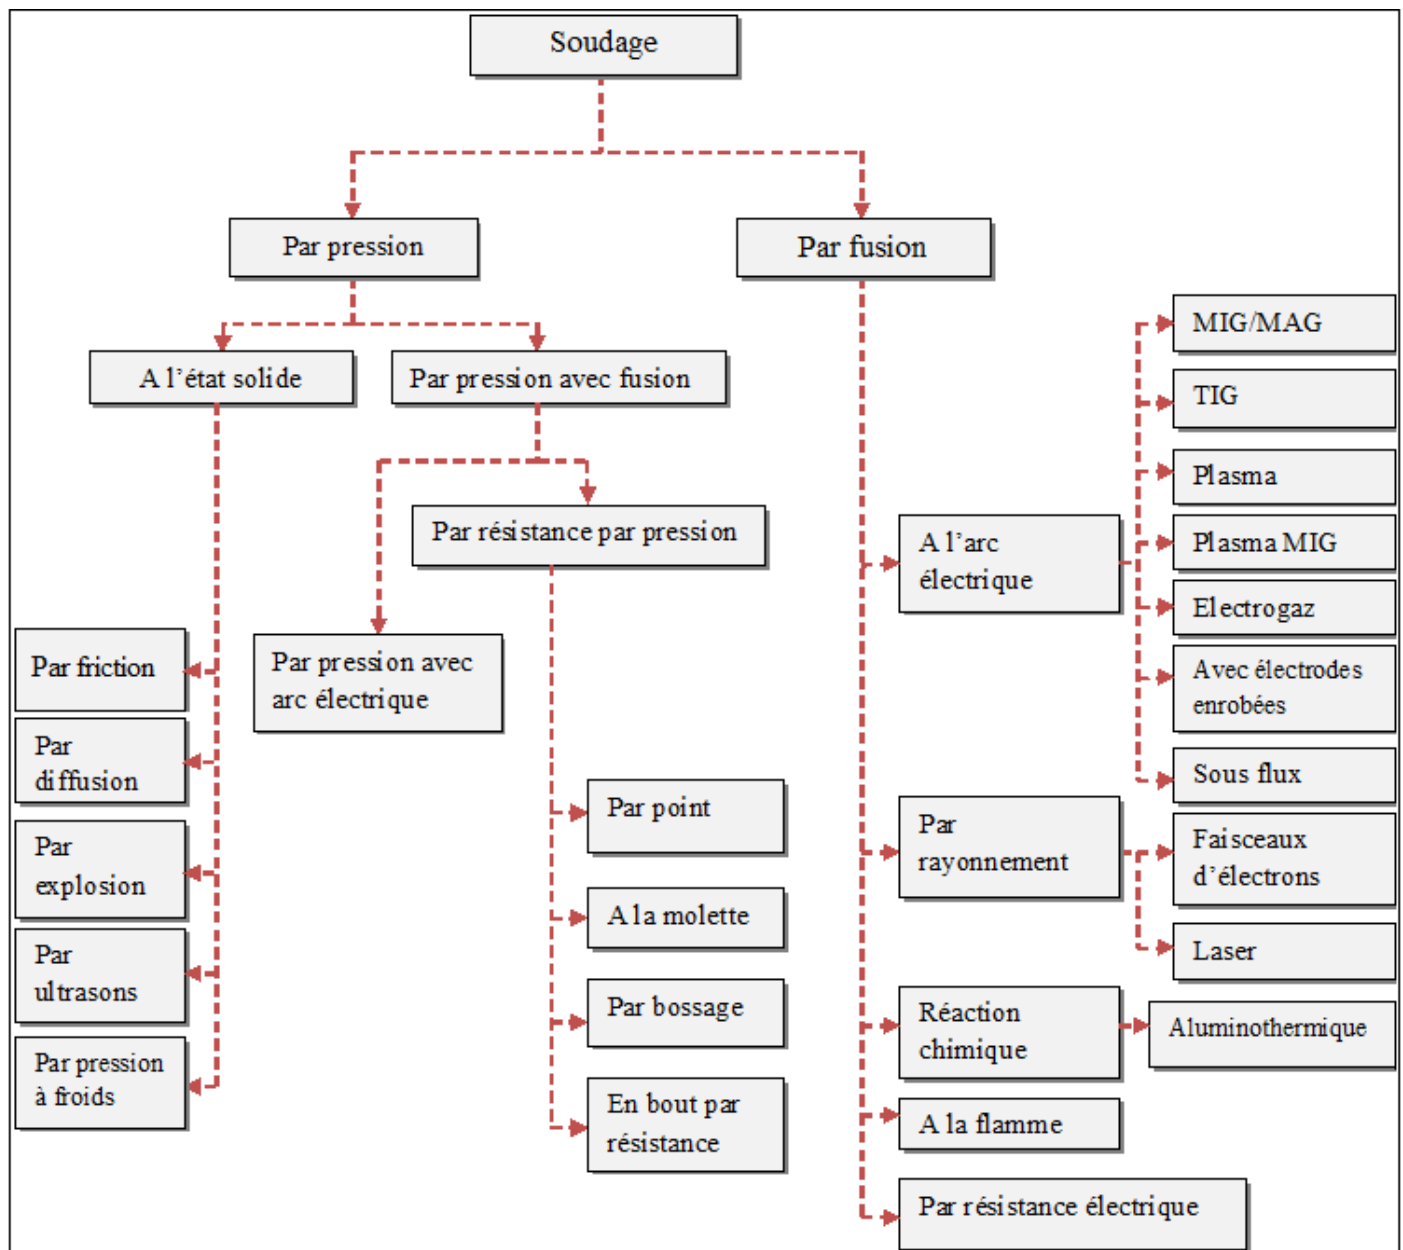 Soudage
Par pression
Par fusion
MIG/MAG
A l’état solide
Par pression avec fusion
TIG
Plasma
Par résistance par pression
A l’arc
électrique
Plasma MIG
Electrogaz
Par friction
Par pression avec
arc électrique
Avec électrodes
enrobées
Par
diffusion
Sous flux
Par point
Par
rayonnement
Faisceaux
d’électrons
Par
explosion
A la molette
Laser
Par
ultrasons
Par bossage
Réaction
chimique
Aluminothermique
Par pression
à froids
En bout par
résistance
A la flamme
Par résistance électrique